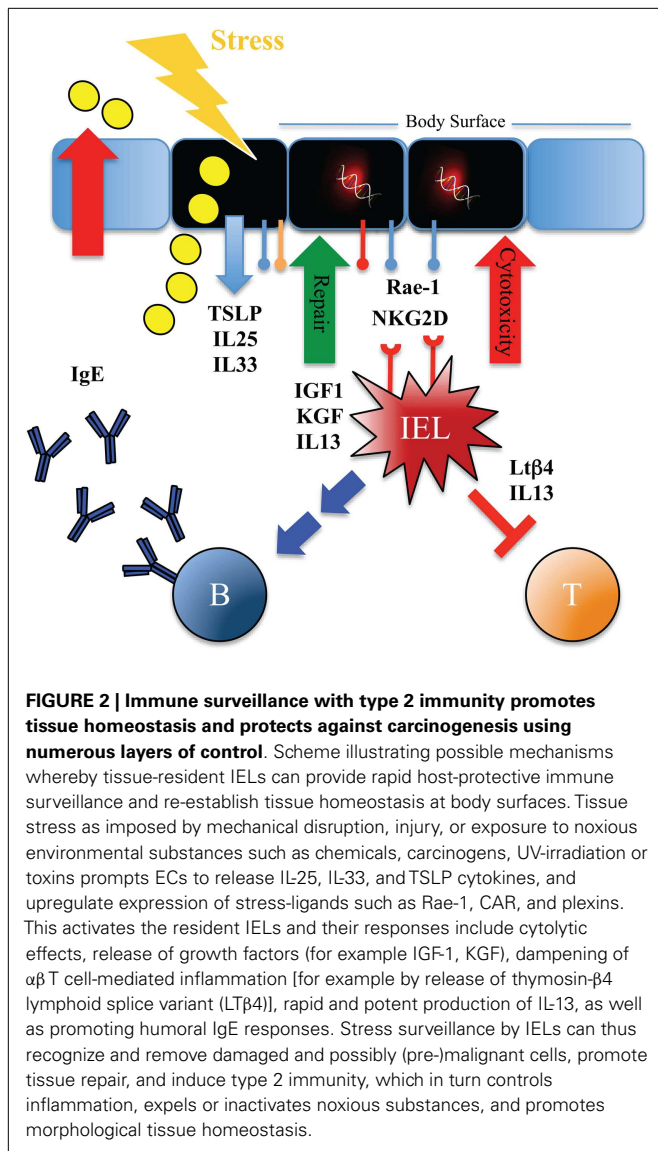 Stress
Body Surface
Repair
Cytotoxicity
Rae-1
NKG2D
TSLP
IL25
IL33
IgE
IGF1
KGF
IL13
IEL
Ltβ4
IL13
B
T
FIGURE 2 | Immune surveillance with type 2 immunity promotes
tissue homeostasis and protects against carcinogenesis using
numerous layers of control. Scheme illustrating possible mechanisms
whereby tissue-resident IELs can provide rapid host-protective immune
surveillance and re-establish tissue homeostasis at body surfaces. Tissue
stress as imposed by mechanical disruption, injury, or exposure to noxious
environmental substances such as chemicals, carcinogens, UV-irradiation or
toxins prompts ECs to release IL-25, IL-33, and TSLP cytokines, and
upregulate expression of stress-ligands such as Rae-1, CAR, and plexins.
This activates the resident IELs and their responses include cytolytic
effects, release of growth factors (for example IGF-1, KGF), dampening of
αβ T cell-mediated inflammation [for example by release of thymosin-β4
lymphoid splice variant (LTβ4)], rapid and potent production of IL-13, as well
as promoting humoral IgE responses. Stress surveillance by IELs can thus
recognize and remove damaged and possibly (pre-)malignant cells, promote
tissue repair, and induce type 2 immunity, which in turn controls
inflammation, expels or inactivates noxious substances, and promotes
morphological tissue homeostasis.